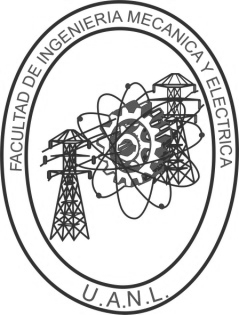 FACULTAD DE INGENIERIA MECANICA Y ELECTRICA
U.A.N.L.